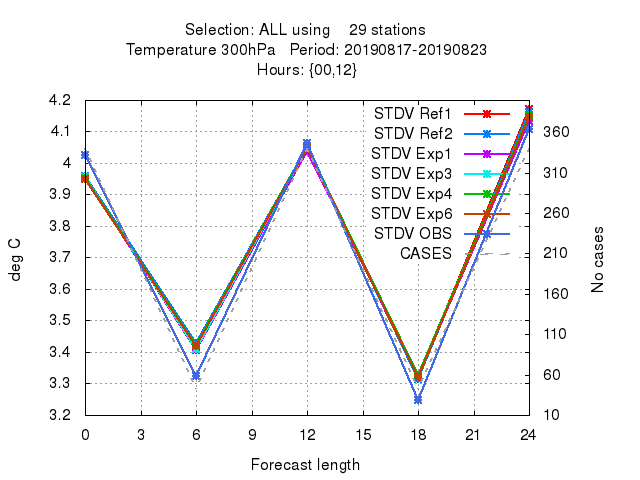 Selection: ALL using    29 stations
Temperature 300hPa   Period: 20190817-20190823
Hours: {00,12}
4.2
4.1
4
3.9
3.8
3.7
3.6
3.5
3.4
3.3
3.2
deg C
STDV Ref1
STDV Ref2
STDV Exp1
STDV Exp3
STDV Exp4
STDV Exp6
STDV OBS
CASES
360
310
260
210
160
110
60
10
No cases
0 3 6 9 12 15 18 21 24
Forecast length